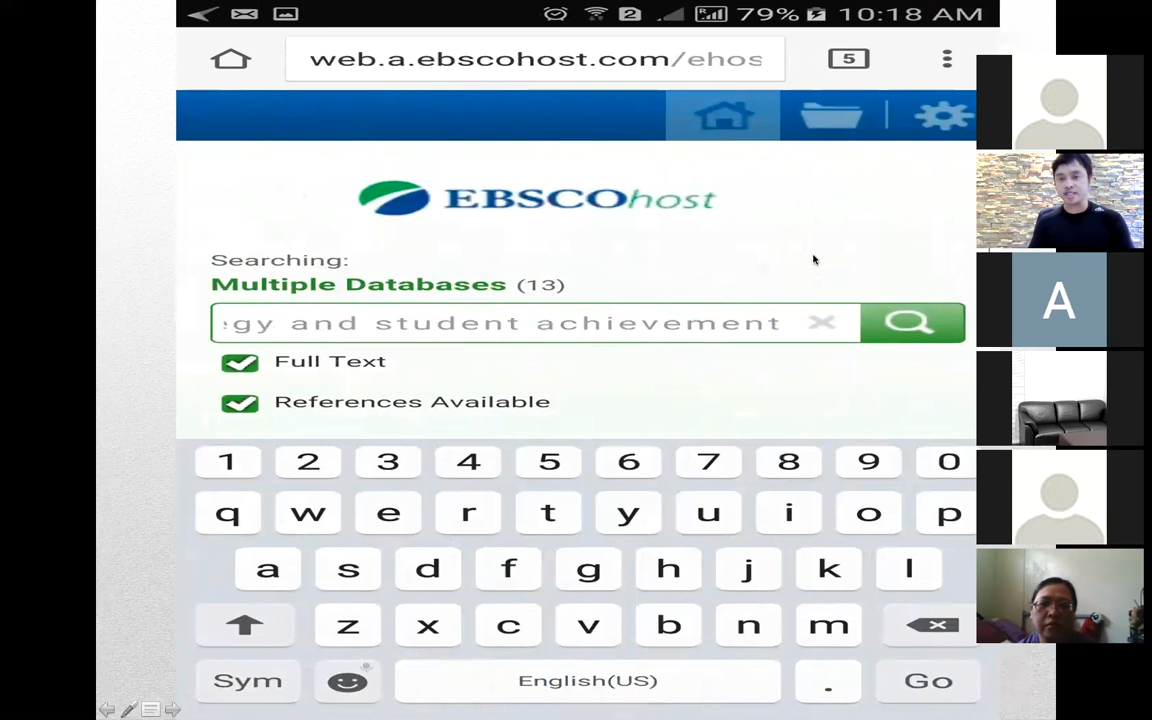 2 79% 10:18 AM
web.a.ebscohost.com/ehos
5
EBSCOhost
Searching:
Multiple Databases (13)
gy and student achievement
Full Text
References Available
1 2 3 4 5 6 7 8 9 0
q w e r t y u i o p
a s d f g h j k l
z x c v b n m
Sym English(US) . Go
A